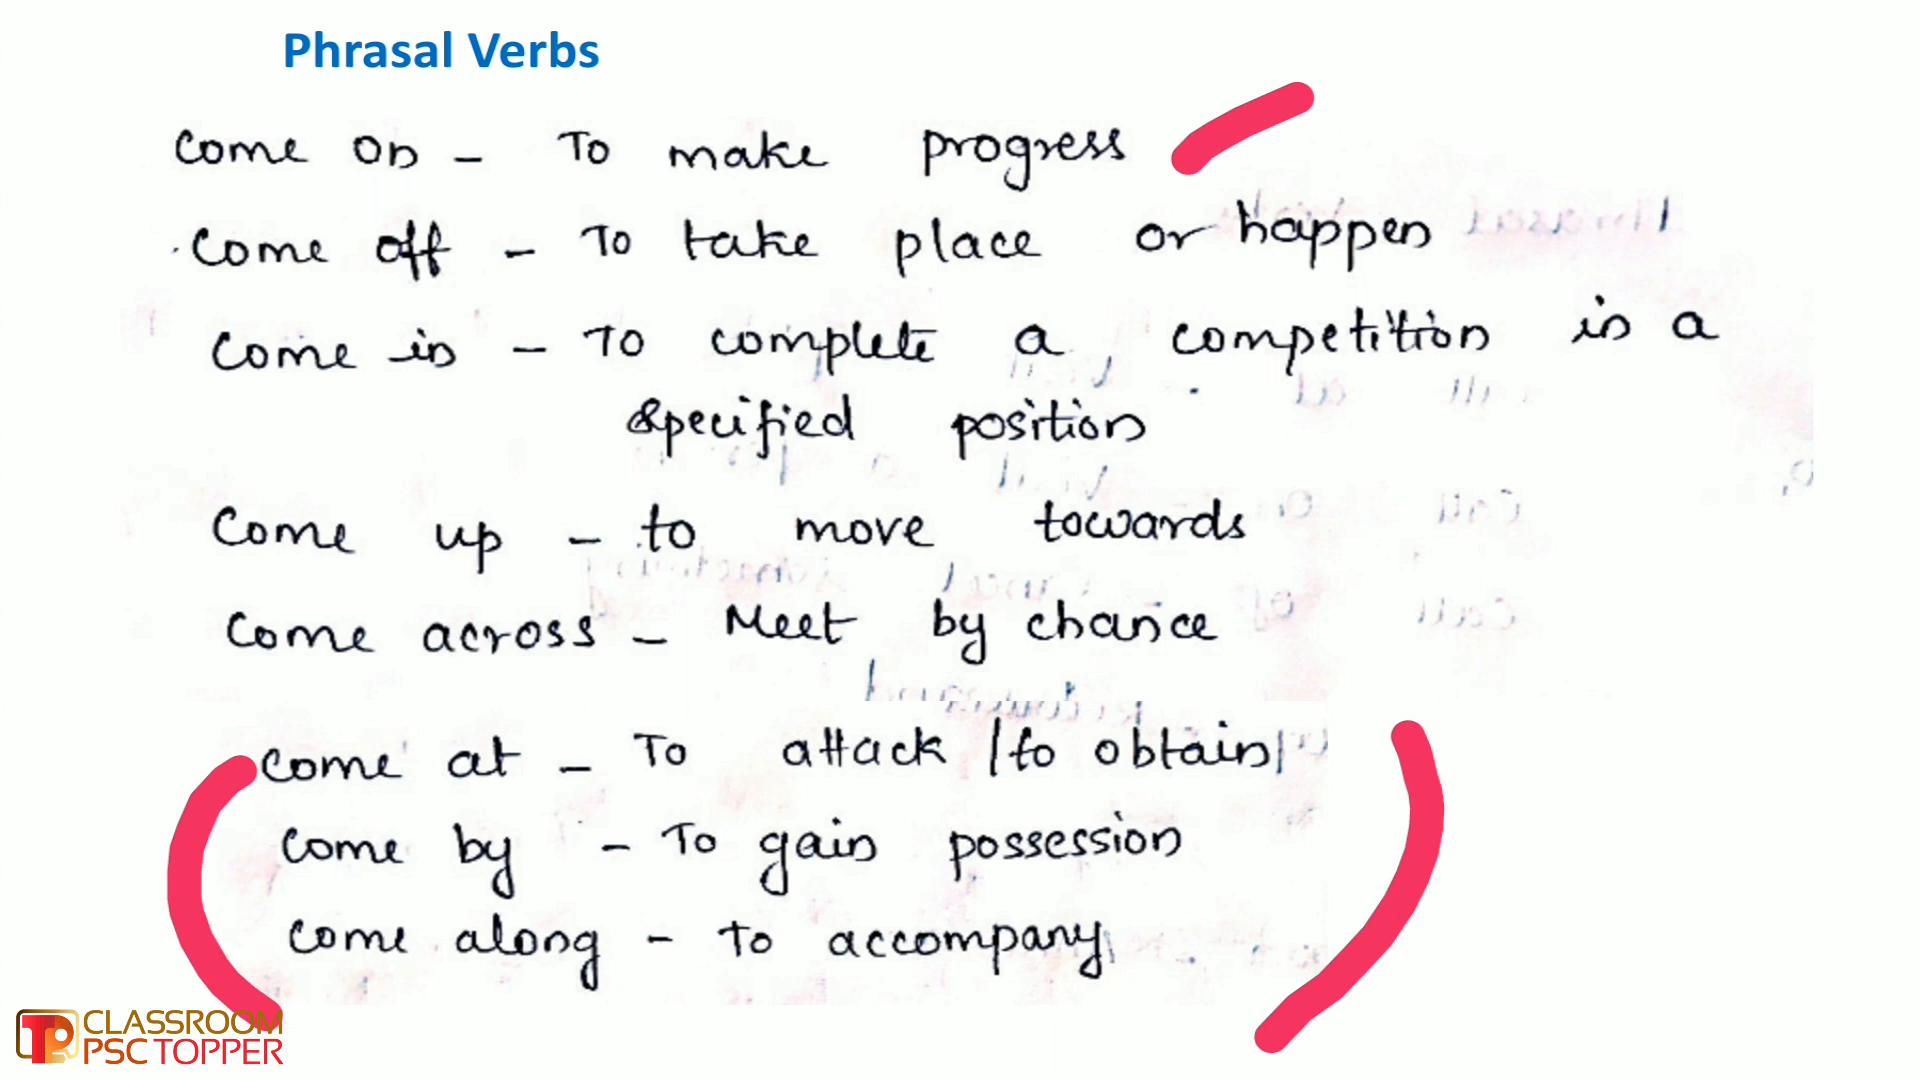 Phrasal Verbs
Come on - To make progress
Come off - To take place or happen
Come in - To complete a competition in a
specified position
Come up - to move towards
Come across - Meet by chance
Come at - To attack / to obtain
Come by - To gain possession
Come along - To accompany
CLASSROOM
PSC TOPPER